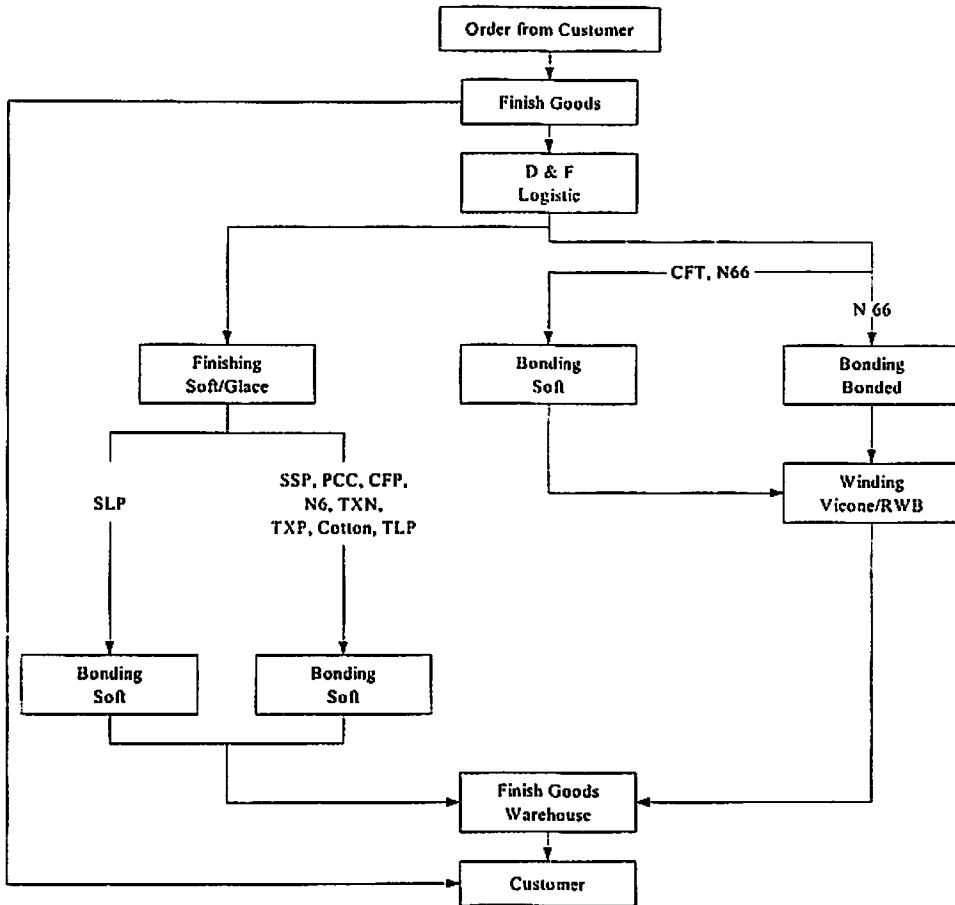 Order from Customer
Finish Goods
D & F
Logistic
CFT, N66
N 66
Finishing
Soft/Glace
Bonding
Soft
Bonding
Bonded
SLP
SSP, PCC, CFP,
N6, TXN,
TXP, Cotton, TLP
Winding
Vicone/RWB
Bonding
Soft
Bonding
Soft
Finish Goods
Warehouse
Customer